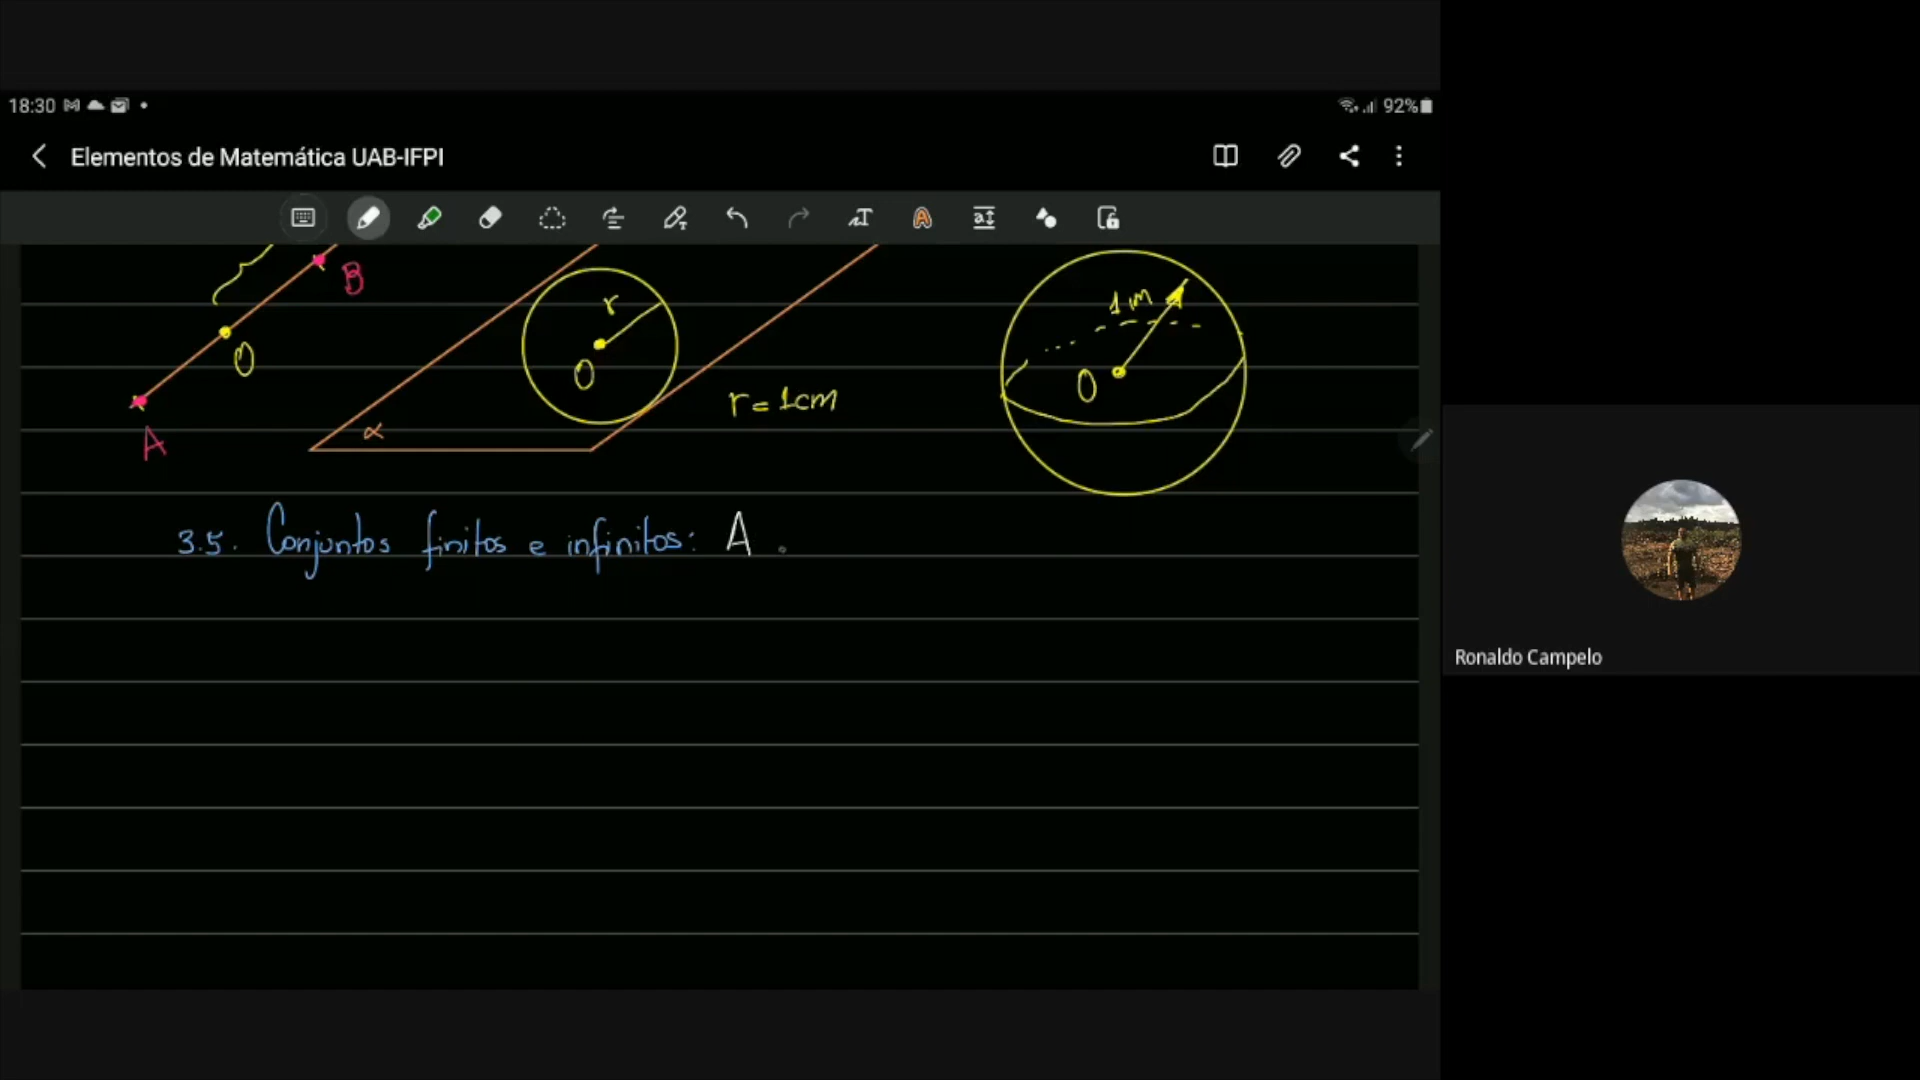 18:30
92%
Elementos de Matemática UAB-IFPI
B
r
1m
O
O
O
r = 1cm
α
A
3.5. Conjuntos finitos e infinitos: A
Ronaldo Campelo